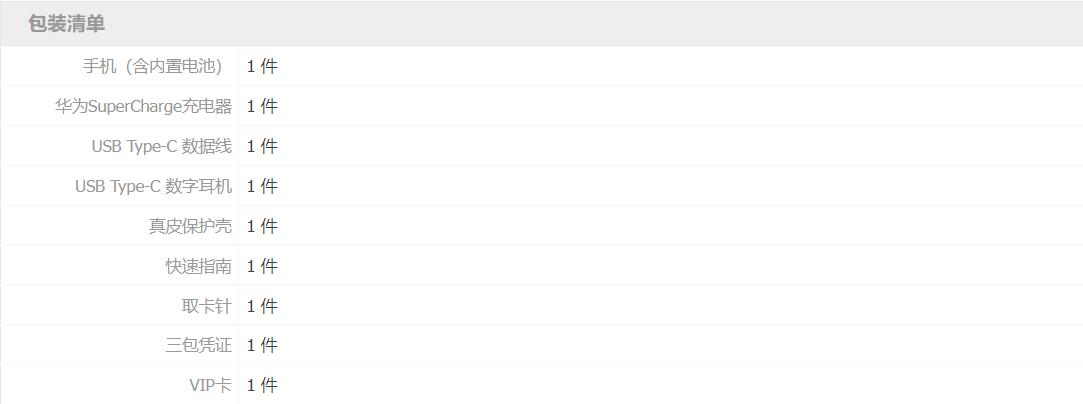 包装清单
手机（含内置电池） 1 件
华为SuperCharge充电器 1 件
USB Type-C 数据线 1 件
USB Type-C 数字耳机 1 件
真皮保护壳 1 件
快速指南 1 件
取卡针 1 件
三包凭证 1 件
VIP卡 1 件